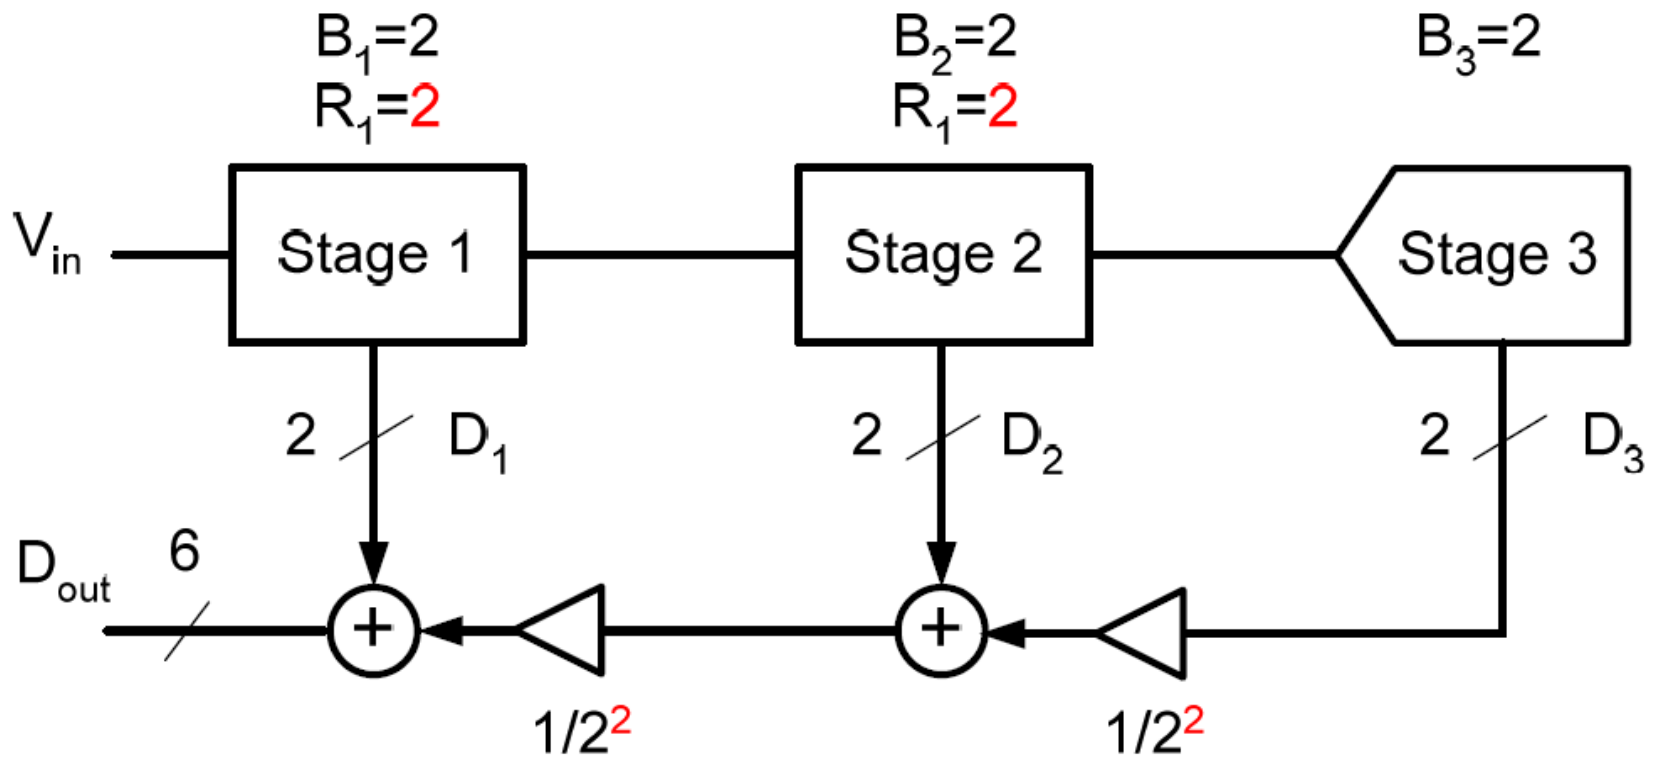 B1=2 B2=2 B3=2
R1=2 R1=2
Vin Stage 1 Stage 2 Stage 3
2 D1 2 D2 2 D3
Dout 6
+ +
1/2² 1/2²